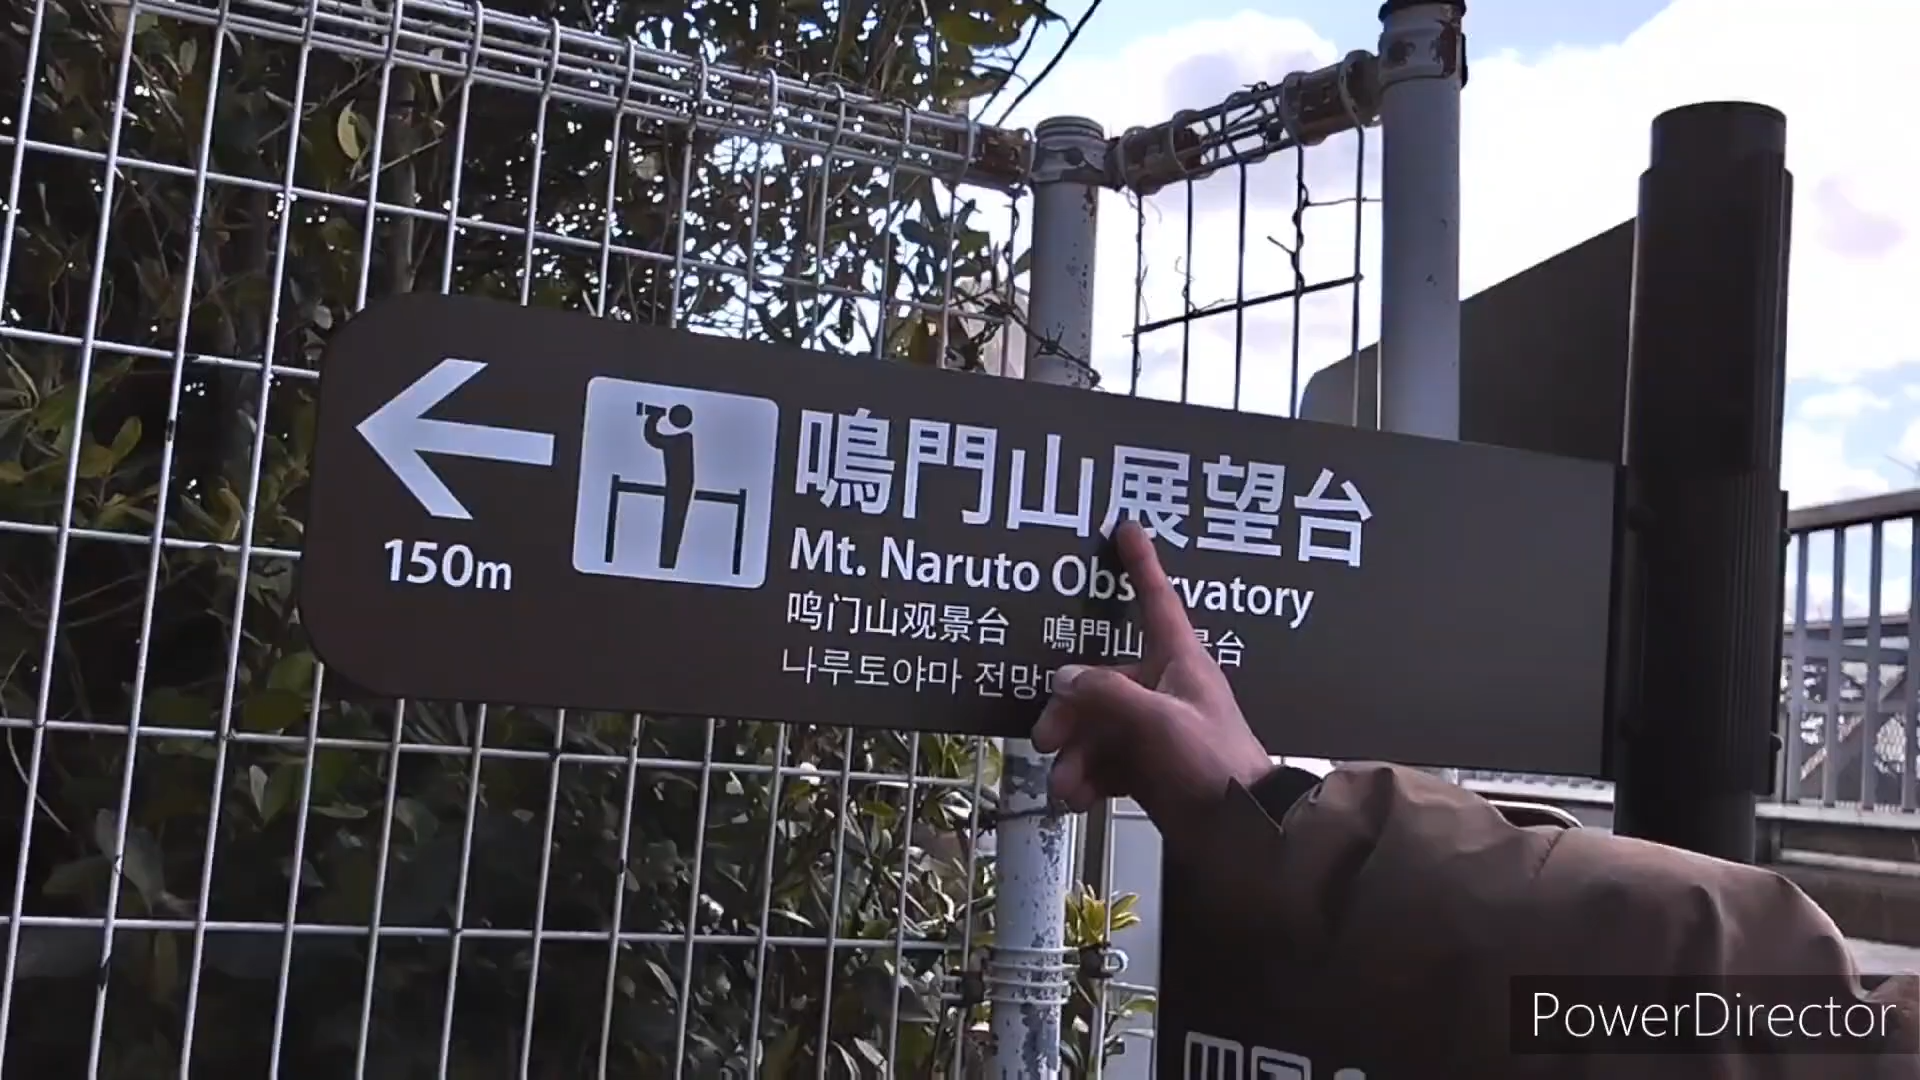 150m
鳴門山展望台
Mt. Naruto
鸣门山观景台 鳴門山
나루토야마
PowerDirector